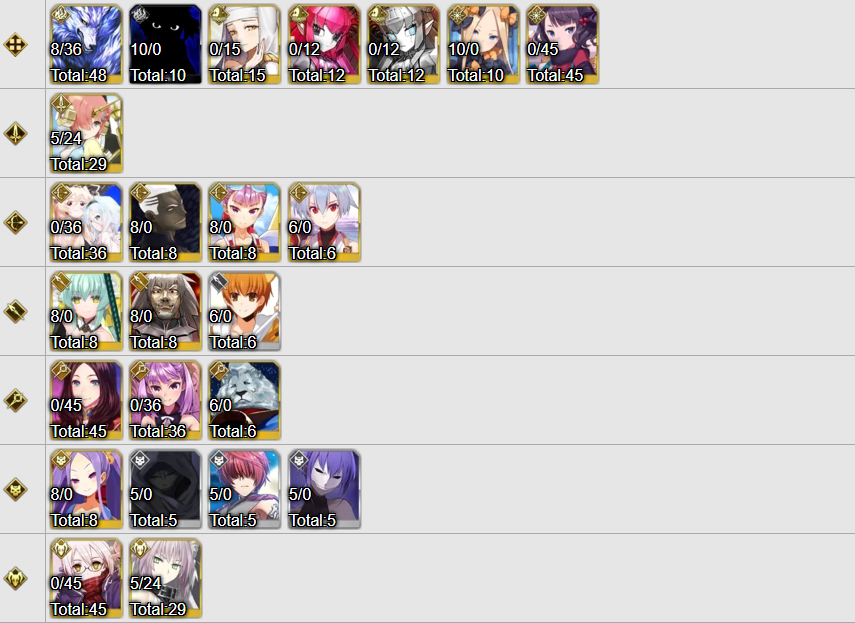 8/36 10/0 0/15 0/12 0/12 10/0 0/45
Total:48 Total:10 Total:15 Total:12 Total:12 Total:10 Total:45
5/24
Total:29
0/36 8/0 8/0 6/0
Total:36 Total:8 Total:8 Total:6
8/0 8/0 6/0
Total:8 Total:8 Total:6
0/45 0/36 6/0
Total:45 Total:36 Total:6
8/0 5/0 5/0 5/0
Total:8 Total:5 Total:5 Total:5
0/45 5/24
Total:45 Total:29